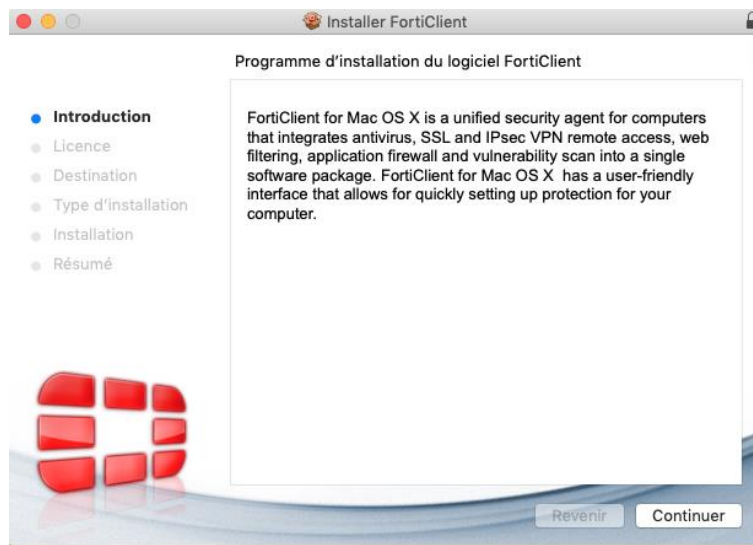 Installer FortiClient
Programme d'installation du logiciel FortiClient
Introduction
Licence
Destination
Type d'installation
Installation
Résumé
FortiClient for Mac OS X is a unified security agent for computers
that integrates antivirus, SSL and IPsec VPN remote access, web
filtering, application firewall and vulnerability scan into a single
software package. FortiClient for Mac OS X  has a user-friendly
interface that allows for quickly setting up protection for your
computer.
Revenir
Continuer